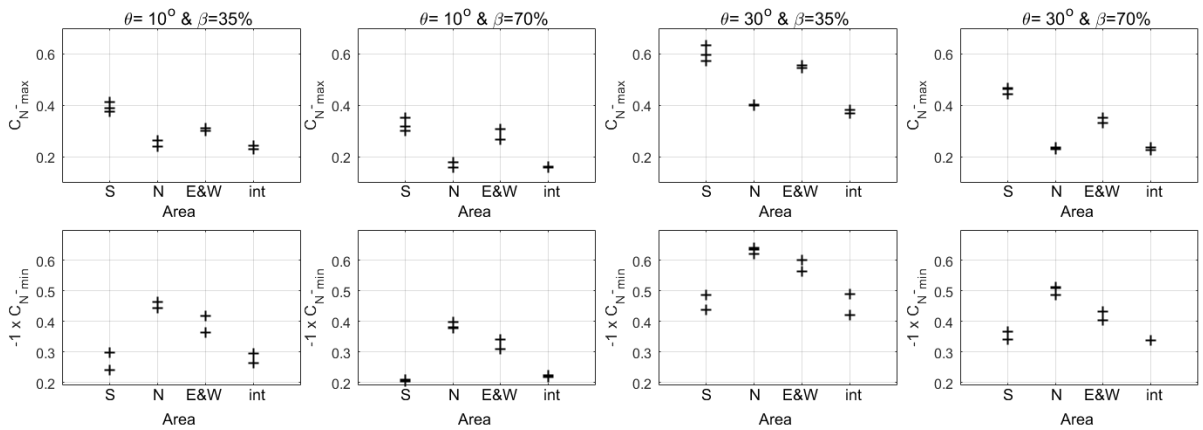 θ= 10° & β=35%
θ= 10° & β=70%
θ= 30° & β=35%
θ= 30° & β=70%
C_N-max
0.6
0.4
0.2
S N E&W int
Area
C_N-max
0.6
0.4
0.2
S N E&W int
Area
C_N-max
0.6
0.4
0.2
S N E&W int
Area
C_N-max
0.6
0.4
0.2
S N E&W int
Area
-1 x C_N-min
0.6
0.5
0.4
0.3
0.2
S N E&W int
Area
-1 x C_N-min
0.6
0.5
0.4
0.3
0.2
S N E&W int
Area
-1 x C_N-min
0.6
0.5
0.4
0.3
0.2
S N E&W int
Area
-1 x C_N-min
0.6
0.5
0.4
0.3
0.2
S N E&W int
Area